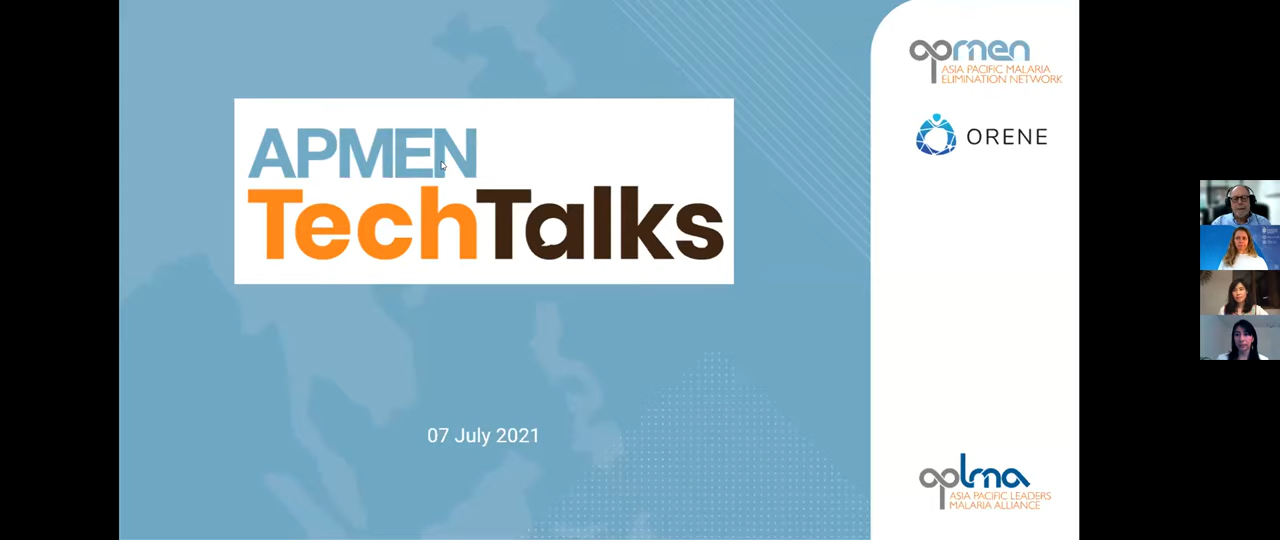 APMEN
TechTalks
07 July 2021
apmen
ASIA PACIFIC MALARIA
ELIMINATION NETWORK
ORENE
aplma
ASIA PACIFIC LEADERS
MALARIA ALLIANCE